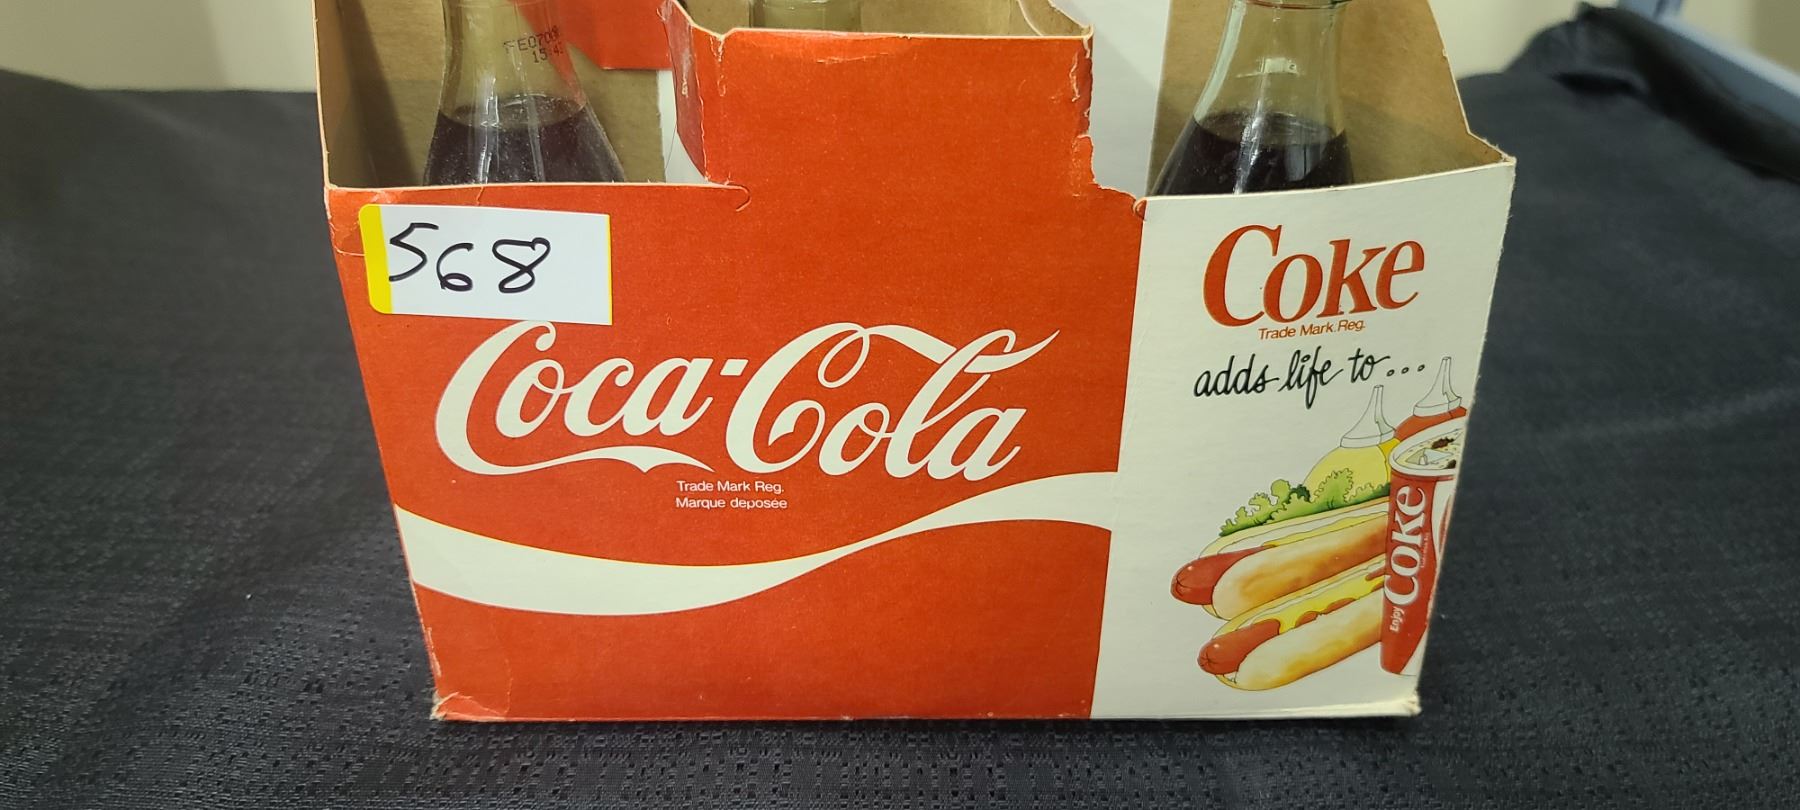 568
Coca-Cola
Trade Mark Reg.
Marque deposée
Coke
Trade Mark Reg.
adds life to...
Enjoy Coke